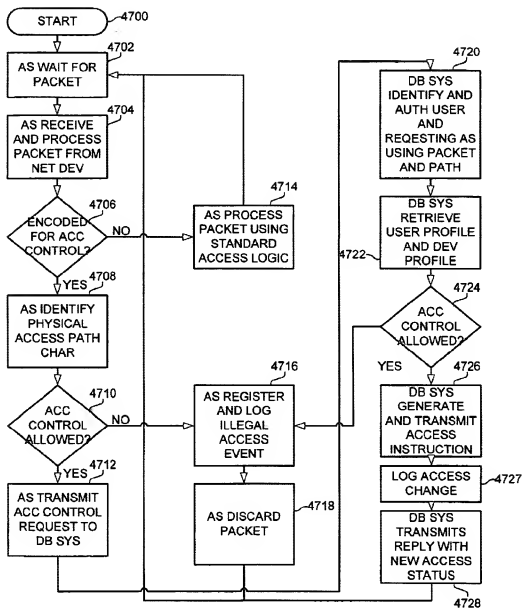 START
4700
4702
AS WAIT FOR
PACKET
4704
AS RECEIVE
AND PROCESS
PACKET FROM
NET DEV
4706
ENCODED
FOR ACC
CONTROL?
NO
YES
4714
AS PROCESS
PACKET USING
STANDARD
ACCESS LOGIC
4708
AS IDENTIFY
PHYSICAL
ACCESS PATH
CHAR
4710
ACC
CONTROL
ALLOWED?
NO
YES
4712
AS TRANSMIT
ACC CONTROL
REQUEST TO
DB SYS
4716
AS REGISTER
AND LOG
ILLEGAL
ACCESS
EVENT
4718
AS DISCARD
PACKET
4720
DB SYS
IDENTIFY AND
AUTH USER
AND
REQESTING AS
USING PACKET
AND PATH
DB SYS
RETRIEVE
USER PROFILE
AND DEV
PROFILE
4722
4724
ACC
CONTROL
ALLOWED?
YES
4726
DB SYS
GENERATE
AND TRANSMIT
ACCESS
INSTRUCTION
LOG ACCESS
CHANGE
4727
DB SYS
TRANSMITS
REPLY WITH
NEW ACCESS
STATUS
4728